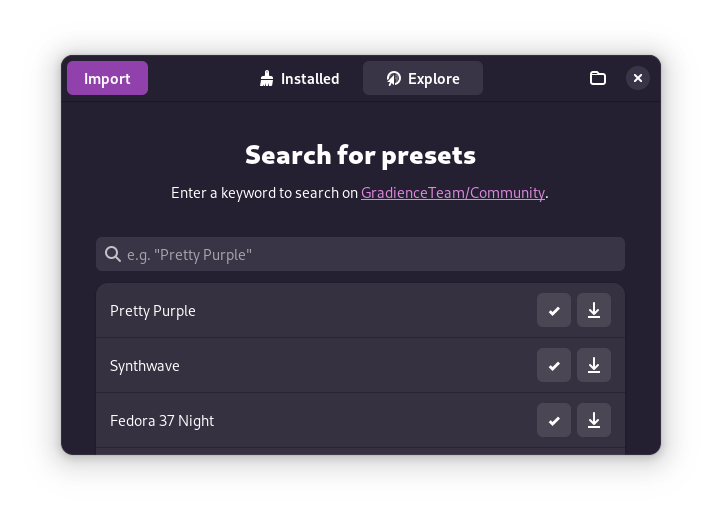 Import
Installed
Explore
Search for presets
Enter a keyword to search on GradienceTeam/Community.
e.g. "Pretty Purple"
Pretty Purple
Synthwave
Fedora 37 Night